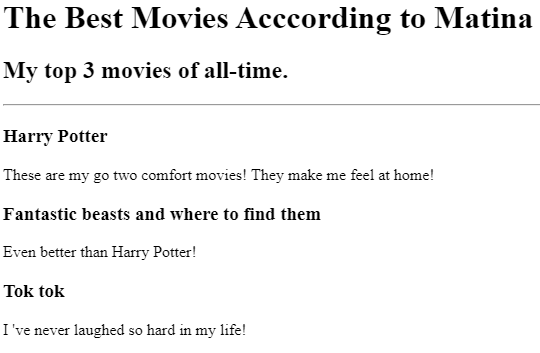 The Best Movies Acccording to Matina
My top 3 movies of all-time.
Harry Potter
These are my go two comfort movies! They make me feel at home!
Fantastic beasts and where to find them
Even better than Harry Potter!
Tok tok
I 've never laughed so hard in my life!